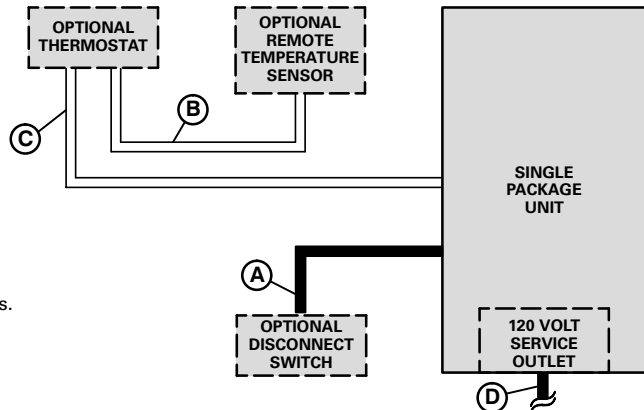 OPTIONAL
THERMOSTAT
OPTIONAL
REMOTE
TEMPERATURE
SENSOR
B
C
SINGLE
PACKAGE
UNIT
A
s.
OPTIONAL
DISCONNECT
SWITCH
120 VOLT
SERVICE
OUTLET
D